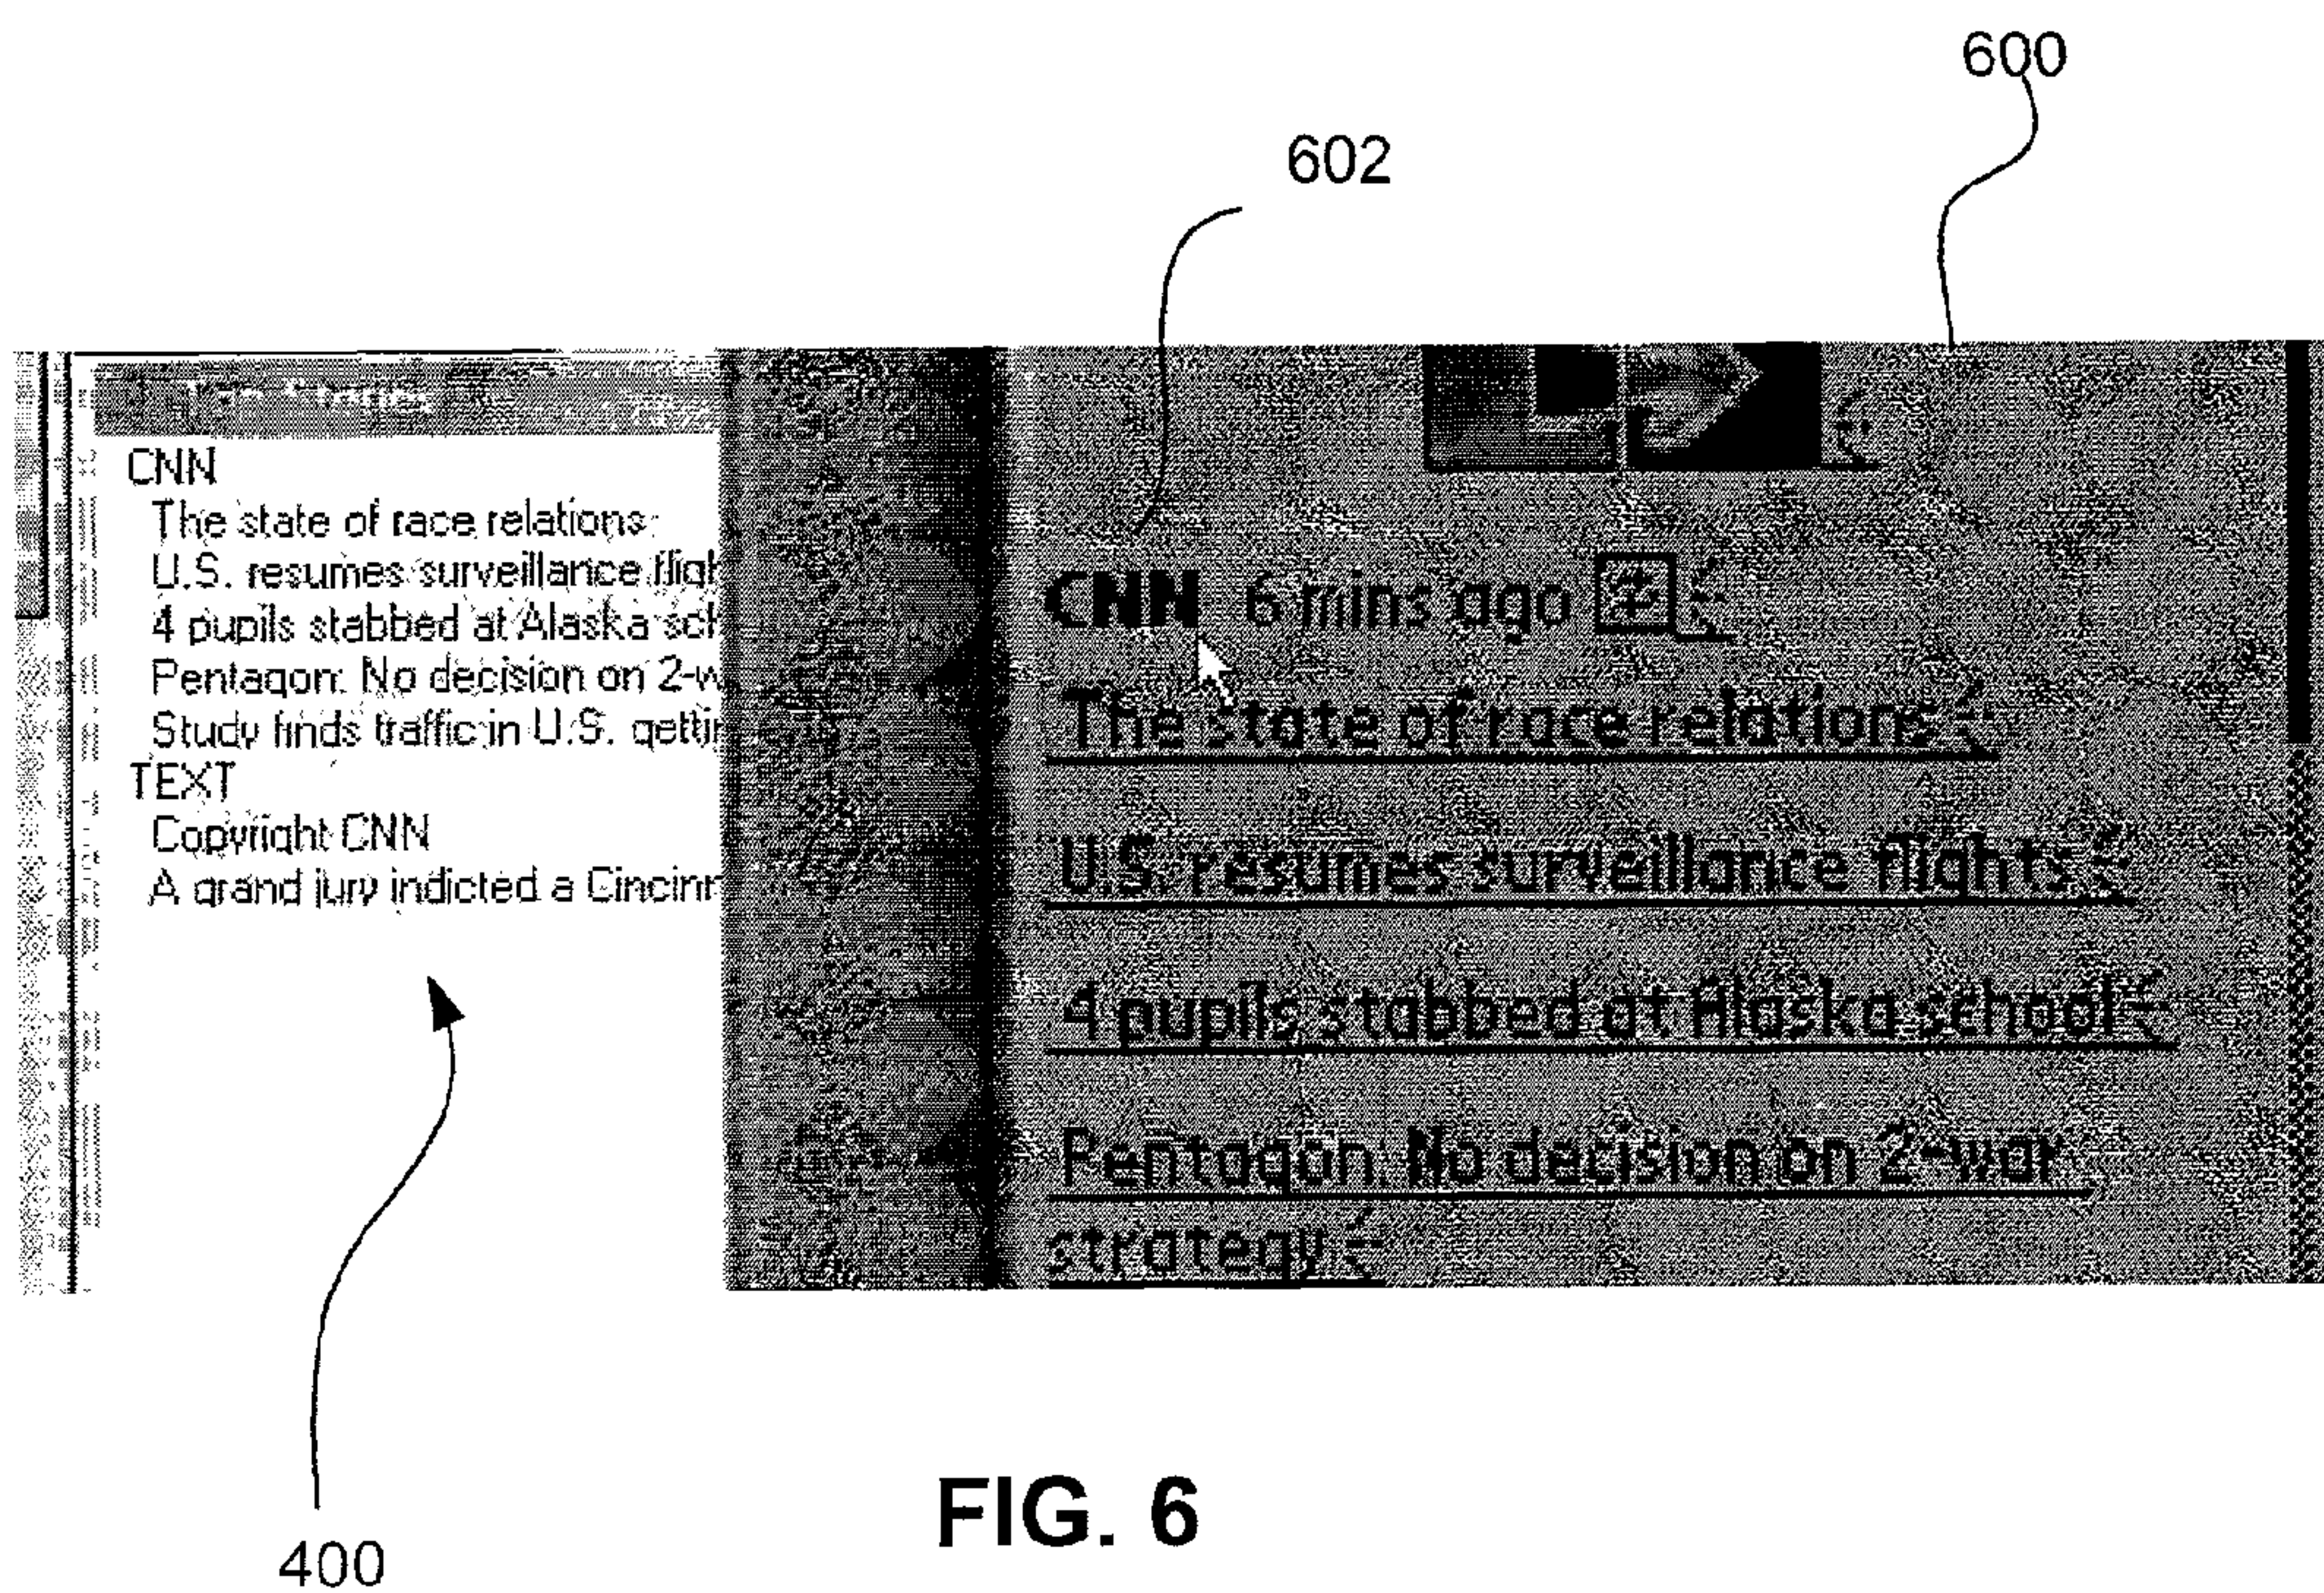 600
602
Top Stories
CNN
The state of race relations
U.S. resumes surveillance fligh
4 pupils stabbed at Alaska sch
Pentagon: No decision on 2-w
Study finds traffic in U.S. gettin
TEXT
Copyright CNN
A grand jury indicted a Cincinn
CNN 6 mins ago
The state of race relations
U.S. resumes surveillance flights
4 pupils stabbed at Alaska school
Pentagon: No decision on 2-war
strategy
400
FIG. 6